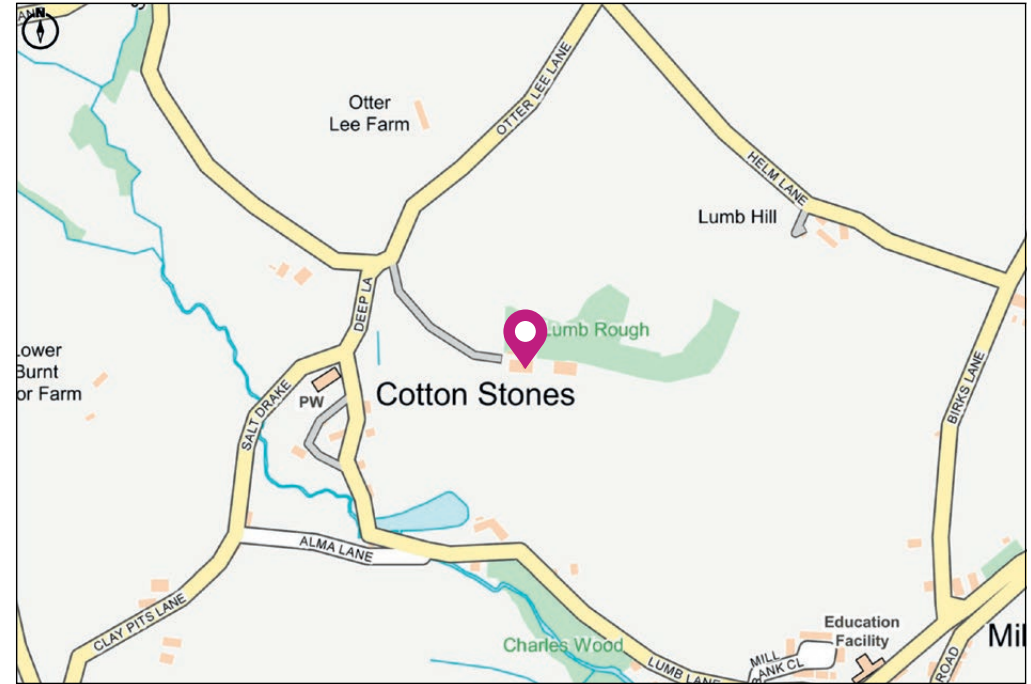 N
OTTER LEE LANE
Otter
Lee Farm
HELM LANE
Lumb Hill
DEEP LA
Lumb Rough
Lower
Burnt
or Farm
PW
Cotton Stones
SALT DRAKE
BIRKS LANE
ALMA LANE
CLAY PITS LANE
Charles Wood
LUMB LANE
MILL
BANK CL
Education
Facility
Mil
ROAD